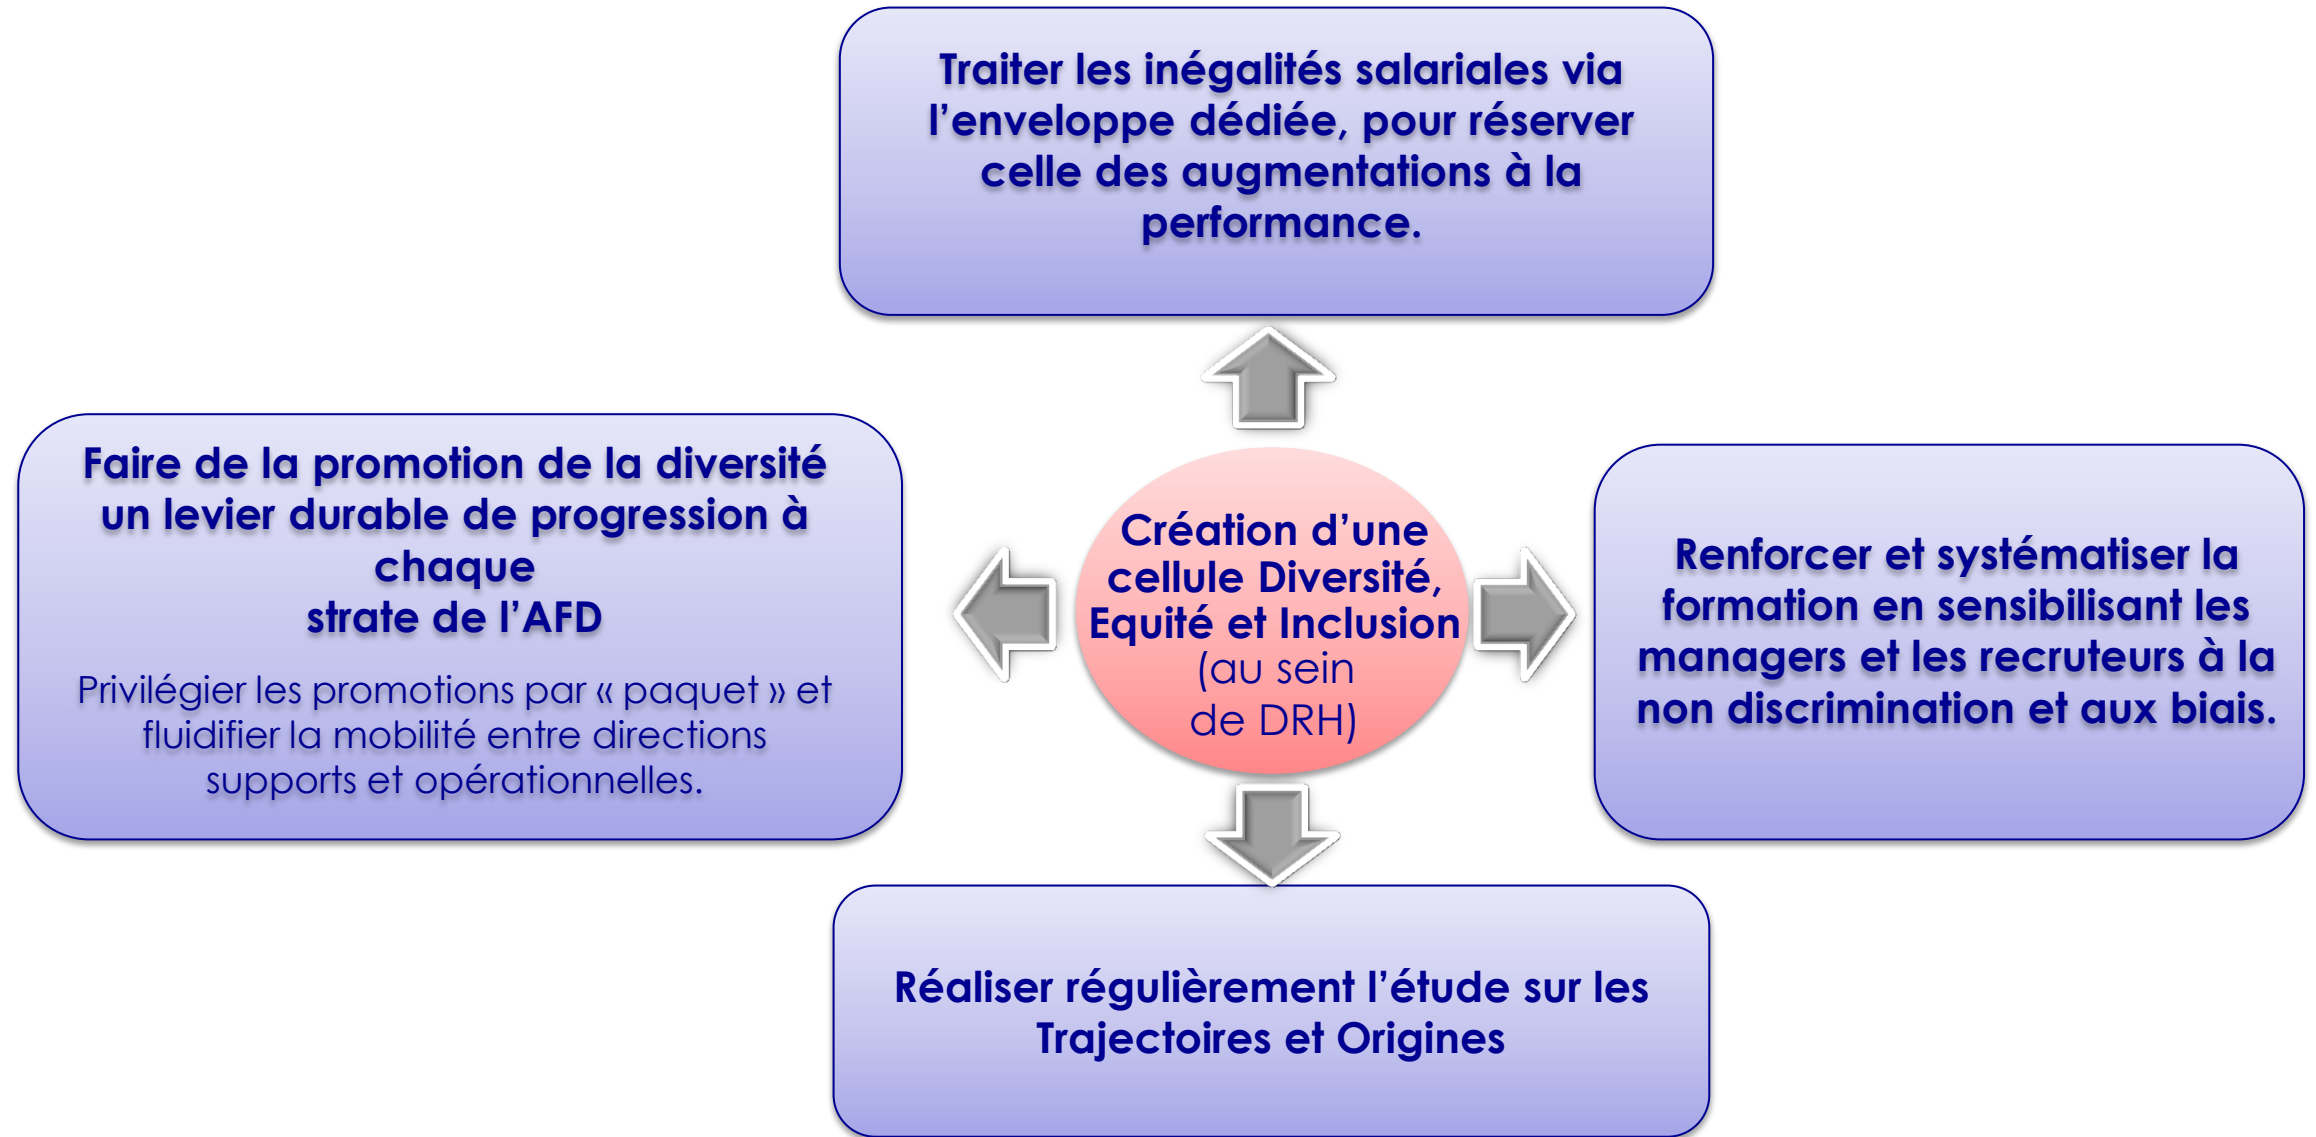 Traiter les inégalités salariales via
l’enveloppe dédiée, pour réserver
celle des augmentations à la
performance.
Faire de la promotion de la diversité
un levier durable de progression à
chaque
strate de l’AFD
Privilégier les promotions par « paquet » et
fluidifier la mobilité entre directions
supports et opérationnelles.
Création d’une
cellule Diversité,
Equité et Inclusion
(au sein
de DRH)
Renforcer et systématiser la
formation en sensibilisant les
managers et les recruteurs à la
non discrimination et aux biais.
Réaliser régulièrement l’étude sur les
Trajectoires et Origines